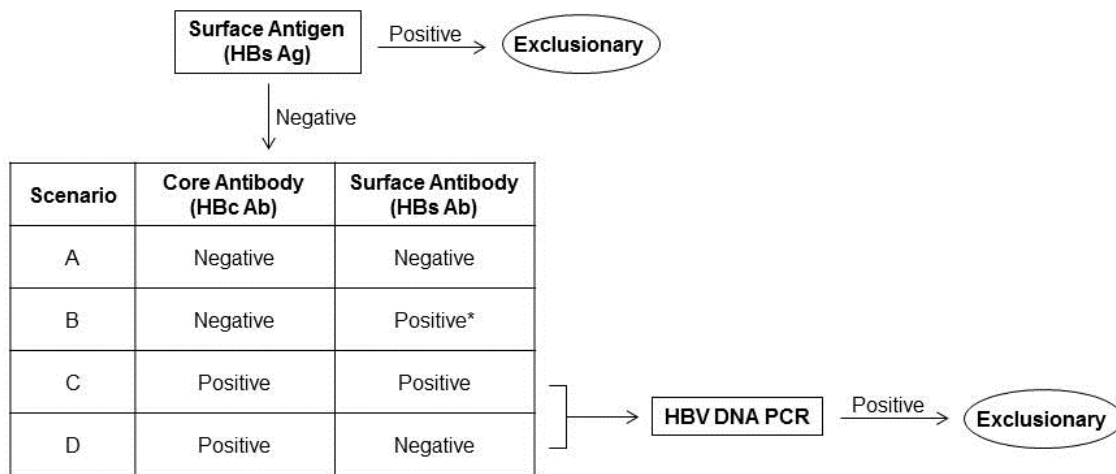 Surface Antigen
(HBs Ag)
Positive
Exclusionary
Negative
Scenario
Core Antibody
(HBc Ab)
Surface Antibody
(HBs Ab)
A
Negative
Negative
B
Negative
Positive*
C
Positive
Positive
D
Positive
Negative
HBV DNA PCR
Positive
Exclusionary